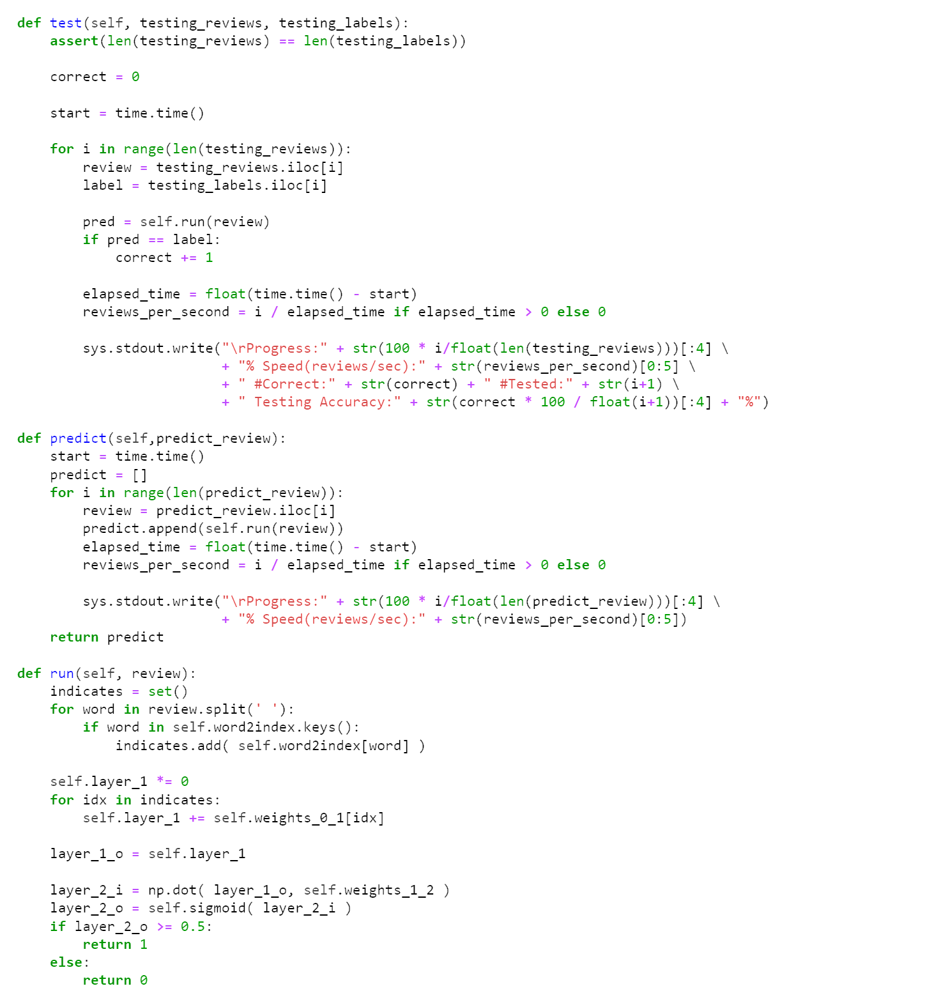 def test(self, testing_reviews, testing_labels):
    assert(len(testing_reviews) == len(testing_labels))

    correct = 0

    start = time.time()

    for i in range(len(testing_reviews)):
        review = testing_reviews.iloc[i]
        label = testing_labels.iloc[i]

        pred = self.run(review)
        if pred == label:
            correct += 1

        elapsed_time = float(time.time() - start)
        reviews_per_second = i / elapsed_time if elapsed_time > 0 else 0

        sys.stdout.write("\rProgress:" + str(100 * i/float(len(testing_reviews)))[:4] \
                         + "% Speed(reviews/sec):" + str(reviews_per_second)[0:5] \
                         + " #Correct:" + str(correct) + " #Tested:" + str(i+1) \
                         + " Testing Accuracy:" + str(correct * 100 / float(i+1))[:4] + "%")

def predict(self,predict_review):
    start = time.time()
    predict = []
    for i in range(len(predict_review)):
        review = predict_review.iloc[i]
        predict.append(self.run(review))
        elapsed_time = float(time.time() - start)
        reviews_per_second = i / elapsed_time if elapsed_time > 0 else 0

        sys.stdout.write("\rProgress:" + str(100 * i/float(len(predict_review)))[:4] \
                         + "% Speed(reviews/sec):" + str(reviews_per_second)[0:5])
    return predict

def run(self, review):
    indicates = set()
    for word in review.split(' '):
        if word in self.word2index.keys():
            indicates.add( self.word2index[word] )

    self.layer_1 *= 0
    for idx in indicates:
        self.layer_1 += self.weights_0_1[idx]

    layer_1_o = self.layer_1

    layer_2_i = np.dot( layer_1_o, self.weights_1_2 )
    layer_2_o = self.sigmoid( layer_2_i )
    if layer_2_o >= 0.5:
        return 1
    else:
        return 0